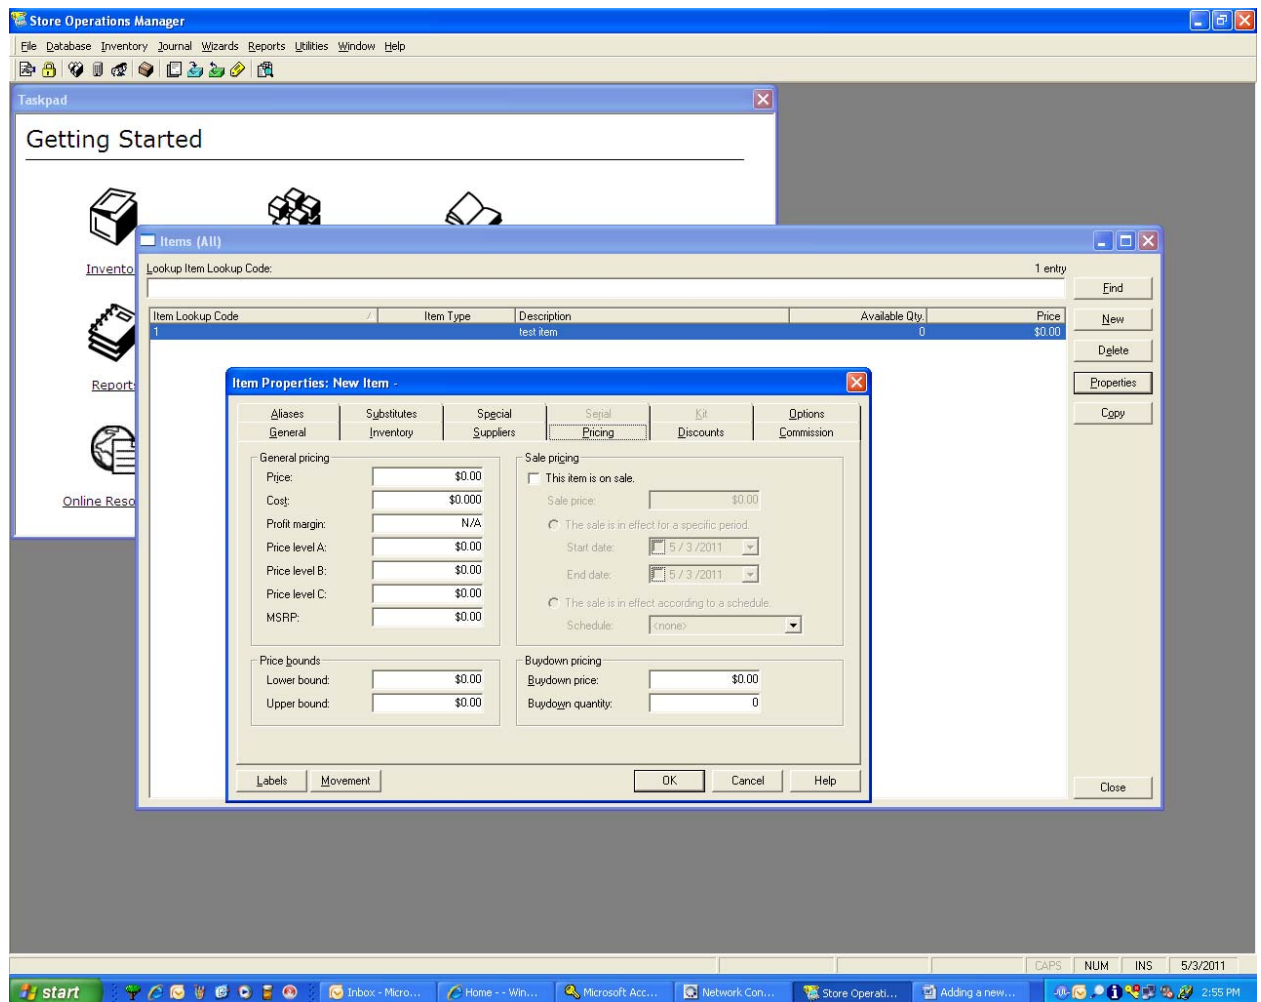 Store Operations Manager
File Database Inventory Journal Wizards Reports Utilities Window Help
Taskpad
Getting Started
Items (All)
Invento
Lookup Item Lookup Code:
1 entry
Find
Item Lookup Code Item Type Description Available Qty. Price
New
1 test item 0 $0.00
Delete
Report
Item Properties: New Item -
Properties
Aliases Substitutes Special Serial Kit Options
Copy
General Inventory Suppliers Pricing Discounts Commission
General pricing
Price: $0.00
Cost: $0.000
Profit margin: N/A
Price level A: $0.00
Price level B: $0.00
Price level C: $0.00
MSRP: $0.00
Sale pricing
This item is on sale.
Sale price: $0.00
The sale is in effect for a specific period.
Start date: 5 / 3 /2011
End date: 5 / 3 /2011
The sale is in effect according to a schedule.
Schedule: <none>
Online Reso
Price bounds
Lower bound: $0.00
Upper bound: $0.00
Buydown pricing
Buydown price: $0.00
Buydown quantity: 0
Labels Movement OK Cancel Help
Close
CAPS NUM INS 5/3/2011
start Inbox - Micro... Home - - Win... Microsoft Acc... Network Con... Store Operati... Adding a new... 2:55 PM